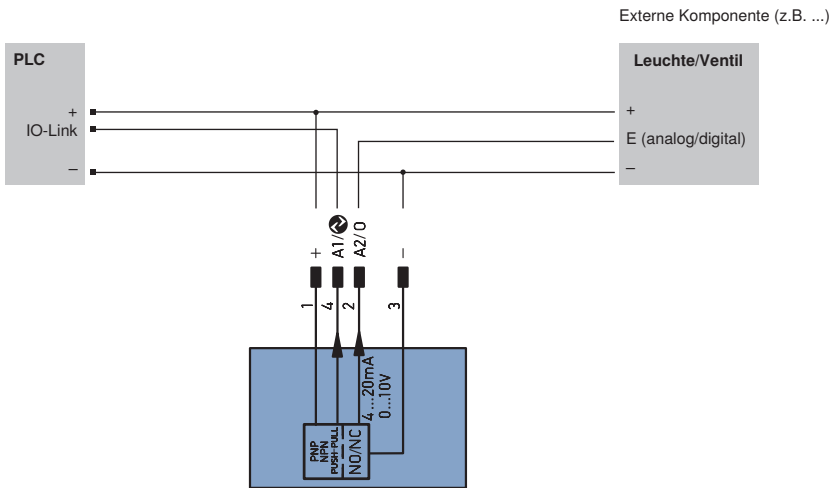 Externe Komponente (z.B. ...)
PLC
Leuchte/Ventil
+
IO-Link
–
+
E (analog/digital)
–
+
A1/
A2/O
–
1
4
2
3
4...20mA
0...10V
PNP
NPN
PUSH-PULL
NO/NC